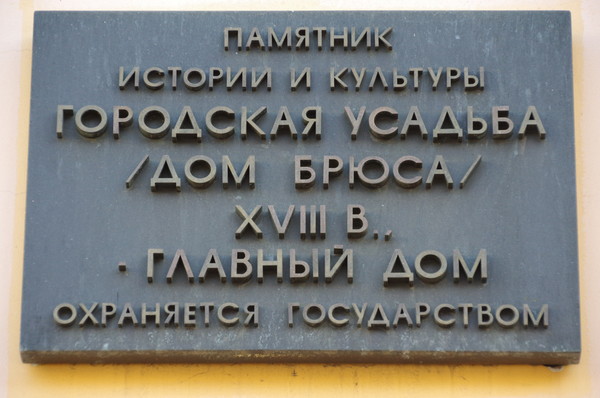 ПАМЯТНИК
ИСТОРИИ И КУЛЬТУРЫ
ГОРОДСКАЯ УСАДЬБА
/ДОМ БРЮСА/
XVIII В.,
- ГЛАВНЫЙ ДОМ
ОХРАНЯЕТСЯ ГОСУДАРСТВОМ